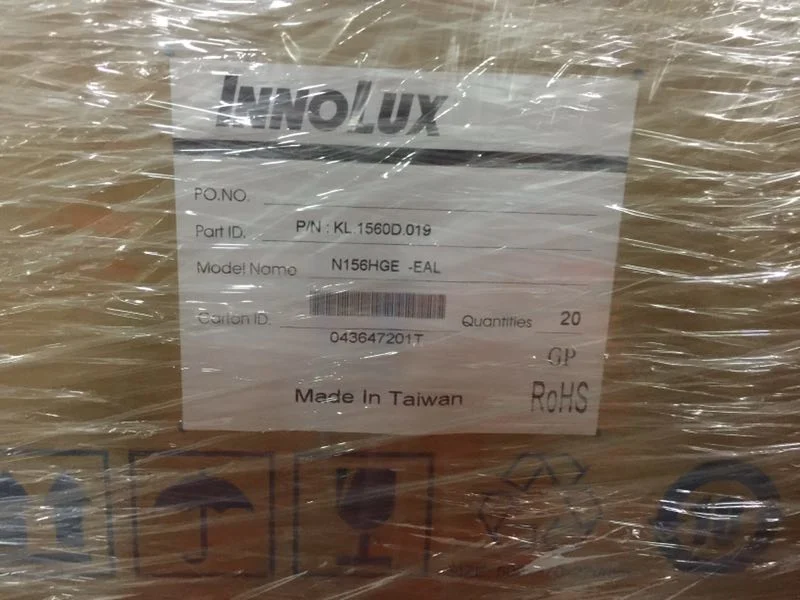 INNOLUX
PO.NO.
Part ID. P/N : KL.1560D.019
Model Name N156HGE -EAL
Carton ID.
Quantities 20
043647201T
GP
Made In Taiwan
RoHS